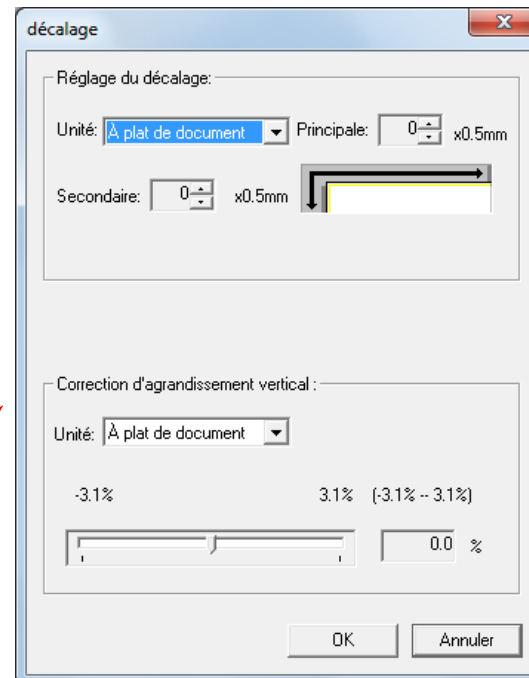 décalage
Réglage du décalage:
Unité: À plat de document Principale: 0 x0.5mm
Secondaire: 0 x0.5mm
Correction d'agrandissement vertical :
Unité: À plat de document
-3.1% 3.1% (-3.1% -- 3.1%)
0.0 %
OK Annuler